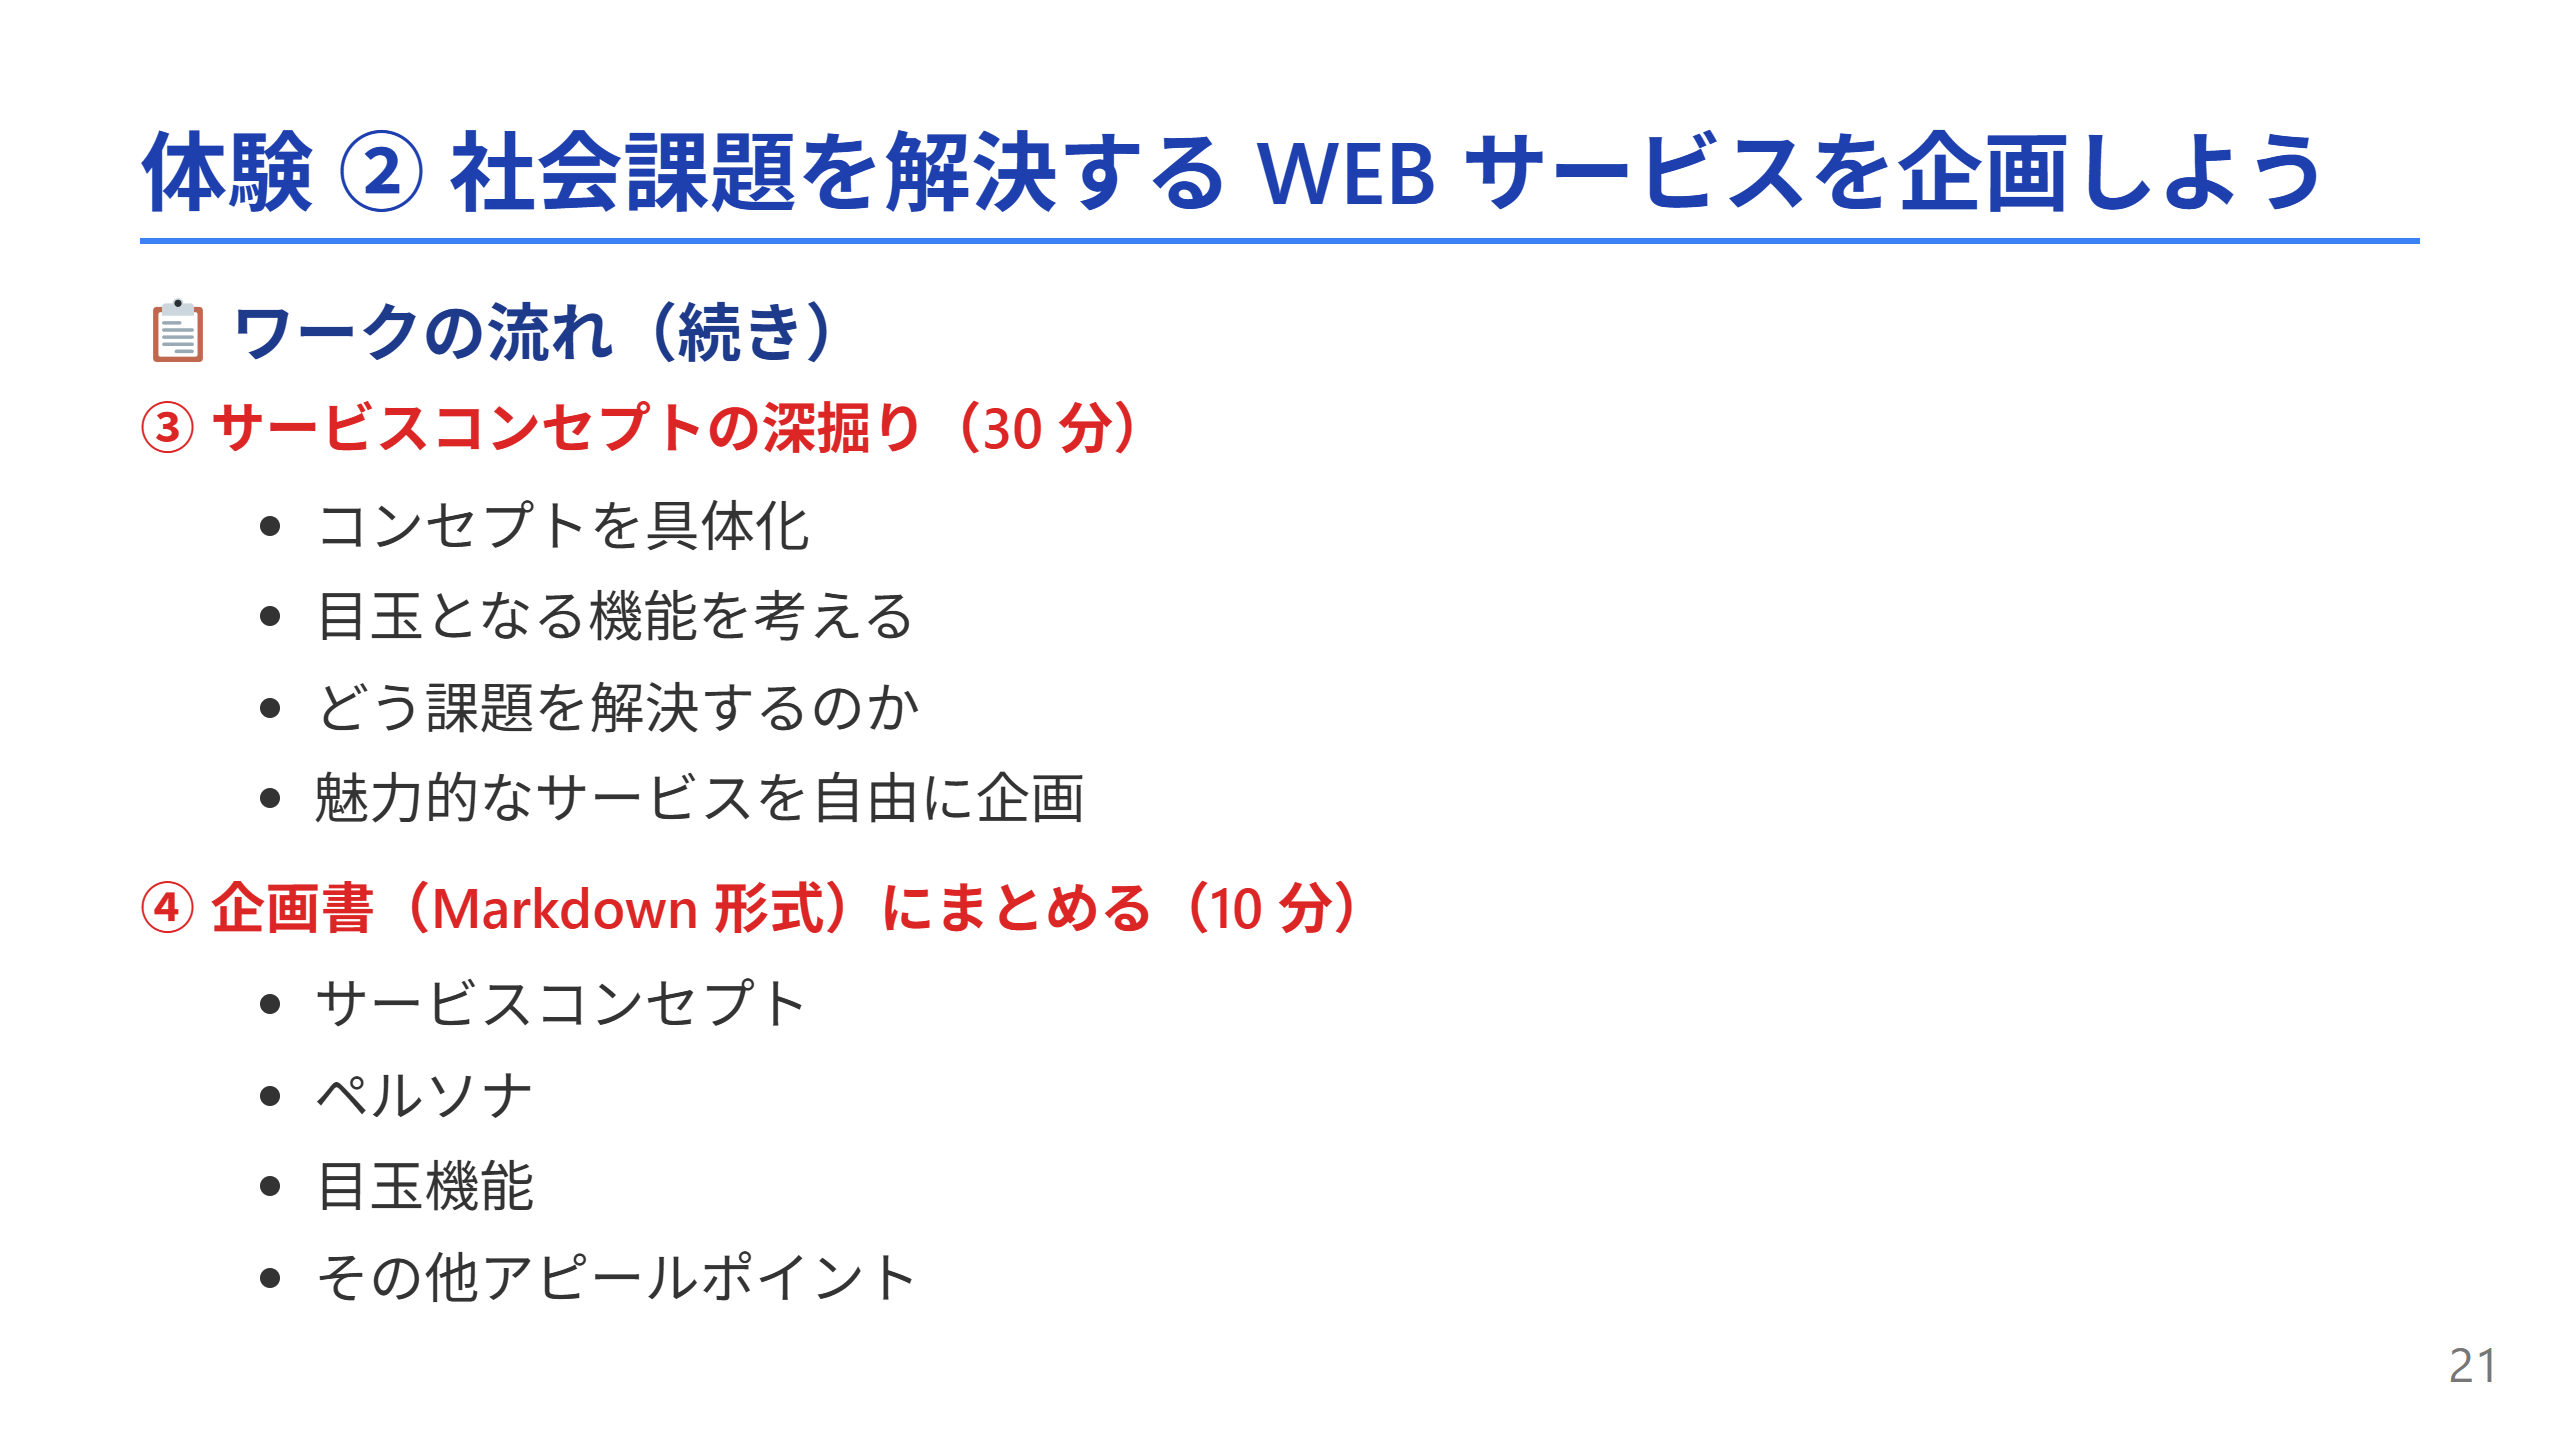 体験 ② 社会課題を解決する WEB サービスを企画しよう
📋 ワークの流れ（続き）
③ サービスコンセプトの深掘り（30 分）
• コンセプトを具体化
• 目玉となる機能を考える
• どう課題を解決するのか
• 魅力的なサービスを自由に企画
④ 企画書（Markdown 形式）にまとめる（10 分）
• サービスコンセプト
• ペルソナ
• 目玉機能
• その他アピールポイント
21